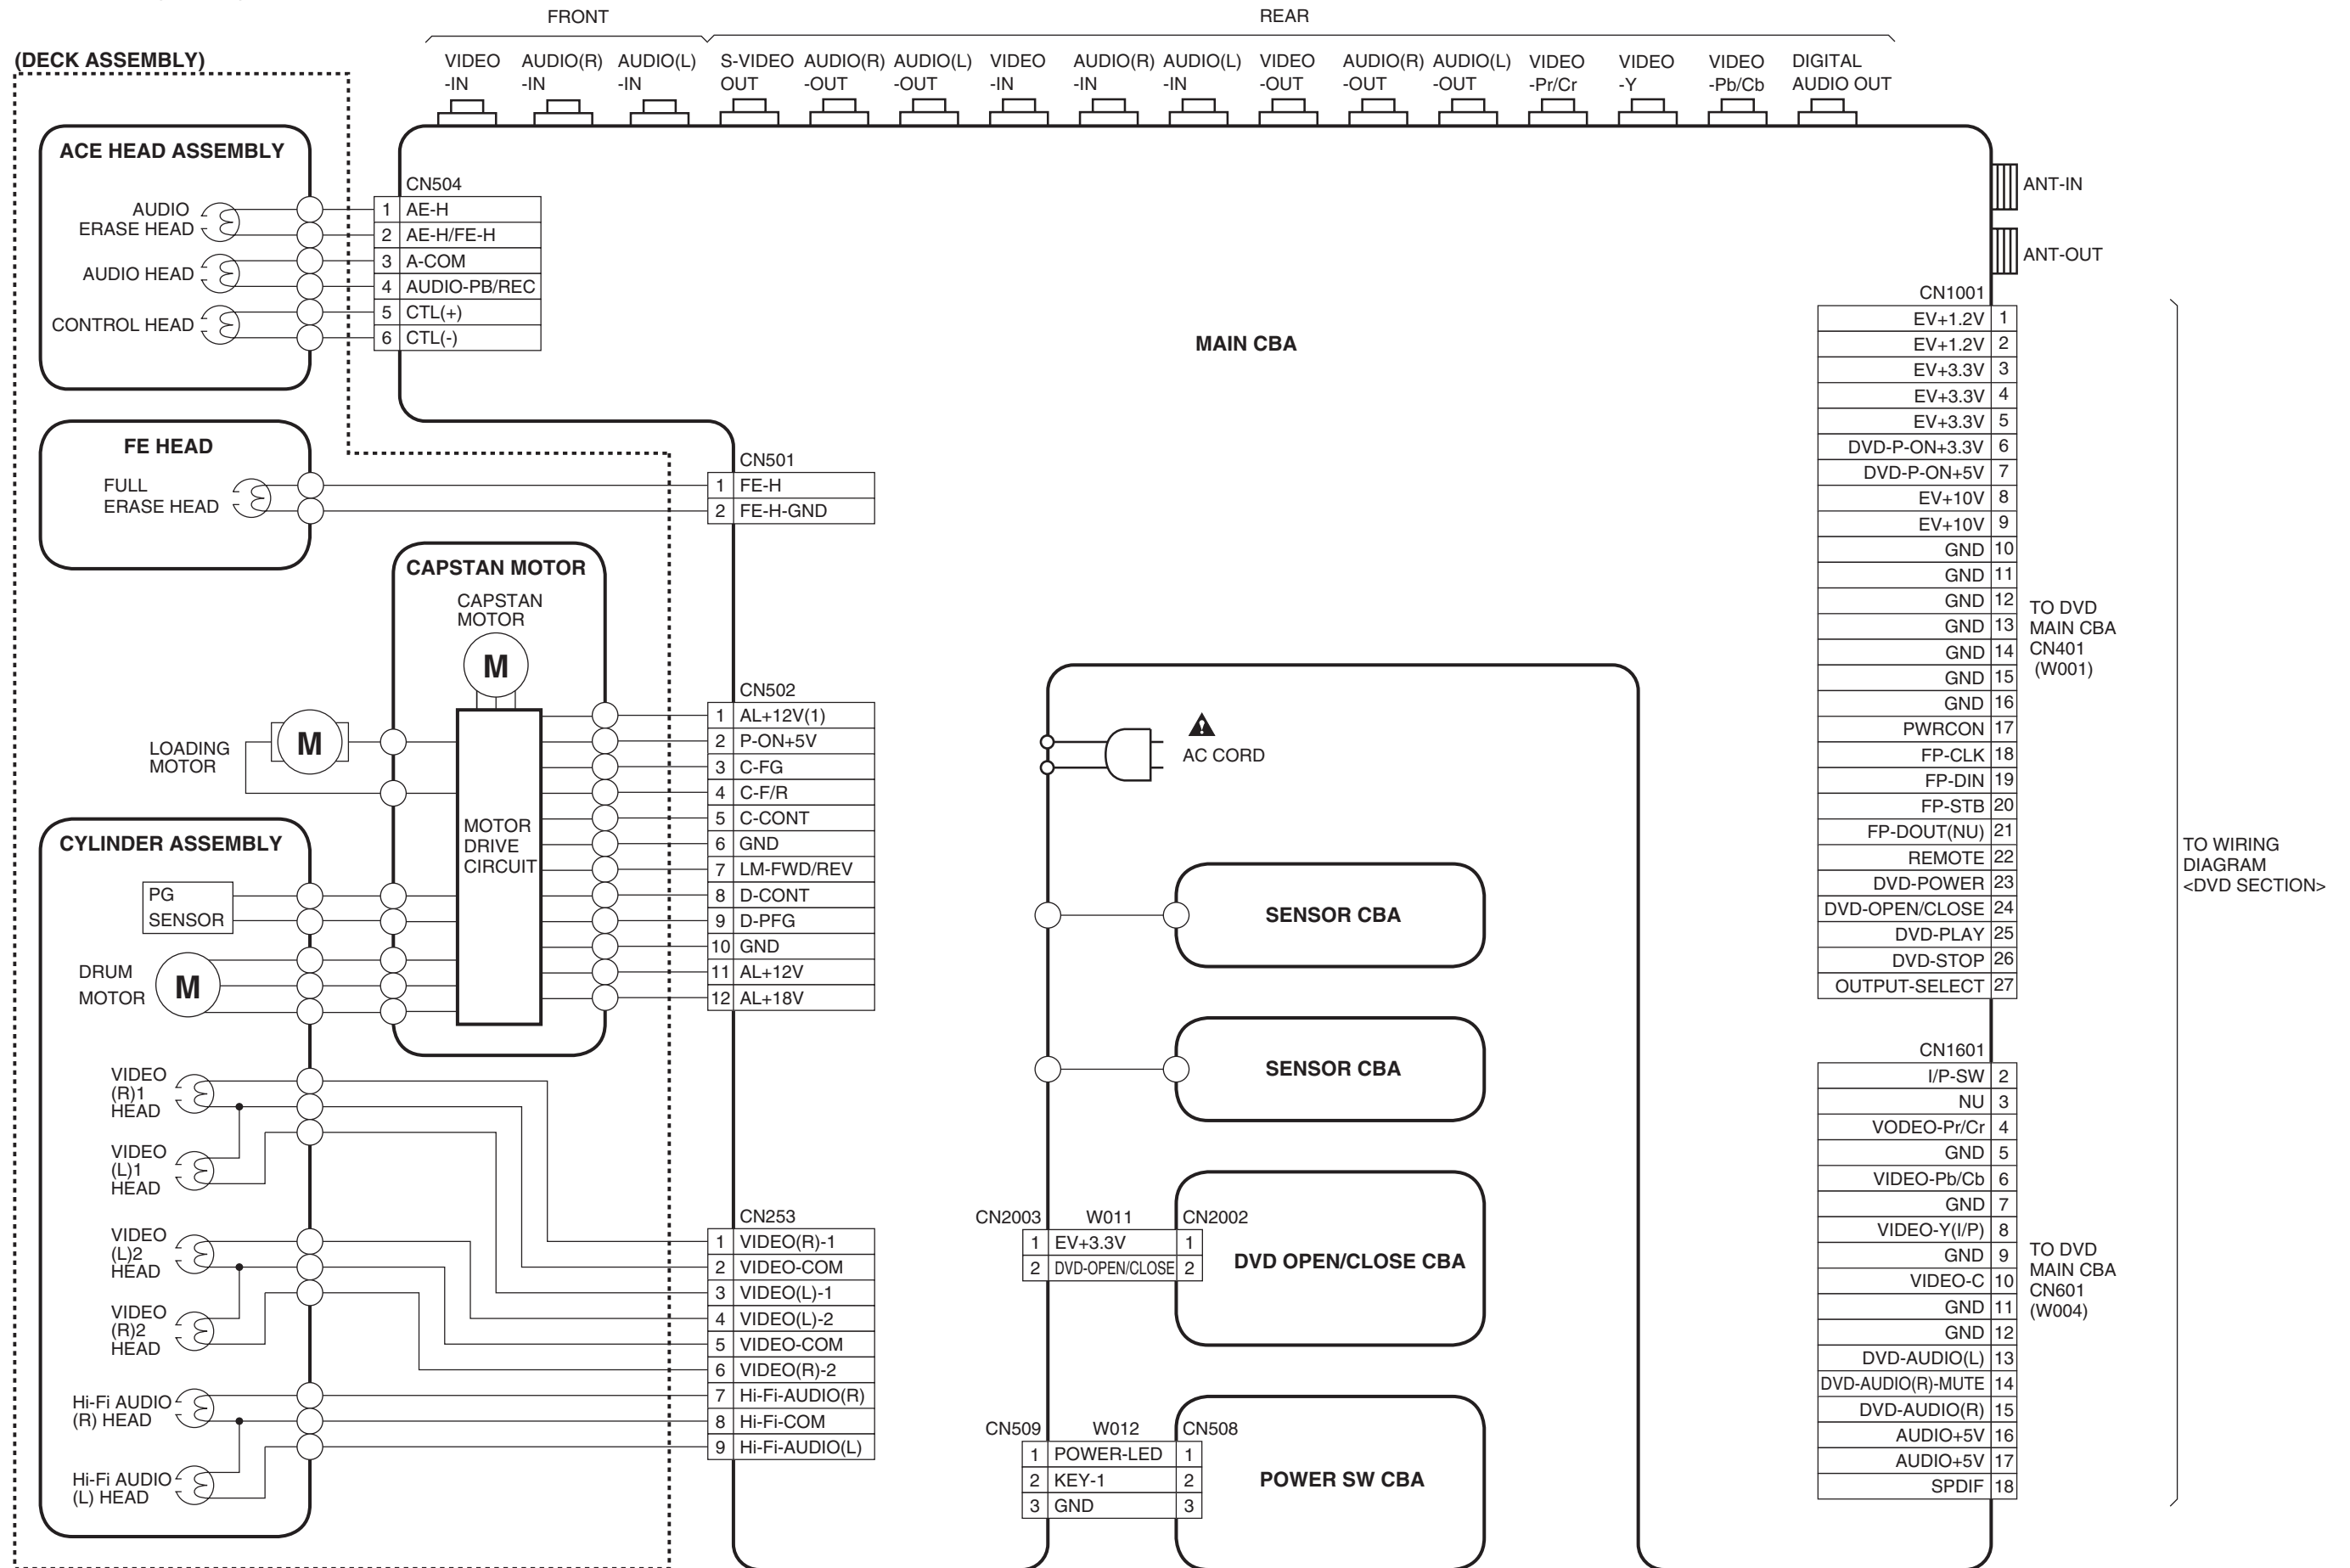 FRONT
REAR
(DECK ASSEMBLY)
VIDEO
-IN
AUDIO(R)
-IN
AUDIO(L)
-IN
S-VIDEO
OUT
AUDIO(R)
-OUT
AUDIO(L)
-OUT
VIDEO
-IN
AUDIO(R)
-IN
AUDIO(L)
-IN
VIDEO
-OUT
AUDIO(R)
-OUT
AUDIO(L)
-OUT
VIDEO
-Pr/Cr
VIDEO
-Y
VIDEO
-Pb/Cb
DIGITAL
AUDIO OUT
ACE HEAD ASSEMBLY
AUDIO
ERASE HEAD
AUDIO HEAD
CONTROL HEAD
CN504
1 AE-H
2 AE-H/FE-H
3 A-COM
4 AUDIO-PB/REC
5 CTL(+)
6 CTL(-)
MAIN CBA
ANT-IN
ANT-OUT
FE HEAD
FULL
ERASE HEAD
CN501
1 FE-H
2 FE-H-GND
CAPSTAN MOTOR
CAPSTAN
MOTOR
M
LOADING
MOTOR
M
MOTOR
DRIVE
CIRCUIT
CN502
1 AL+12V(1)
2 P-ON+5V
3 C-FG
4 C-F/R
5 C-CONT
6 GND
7 LM-FWD/REV
8 D-CONT
9 D-PFG
10 GND
11 AL+12V
12 AL+18V
CYLINDER ASSEMBLY
PG
SENSOR
DRUM
MOTOR
M
VIDEO
(R)1
HEAD
VIDEO
(L)1
HEAD
VIDEO
(L)2
HEAD
VIDEO
(R)2
HEAD
Hi-Fi AUDIO
(R) HEAD
Hi-Fi AUDIO
(L) HEAD
CN253
1 VIDEO(R)-1
2 VIDEO-COM
3 VIDEO(L)-1
4 VIDEO(L)-2
5 VIDEO-COM
6 VIDEO(R)-2
7 Hi-Fi-AUDIO(R)
8 Hi-Fi-COM
9 Hi-Fi-AUDIO(L)
AC CORD
SENSOR CBA
SENSOR CBA
CN2003 W011 CN2002
1 EV+3.3V 1
2 DVD-OPEN/CLOSE 2
DVD OPEN/CLOSE CBA
CN509 W012 CN508
1 POWER-LED 1
2 KEY-1 2
3 GND 3
POWER SW CBA
CN1001
EV+1.2V 1
EV+1.2V 2
EV+3.3V 3
EV+3.3V 4
EV+3.3V 5
DVD-P-ON+3.3V 6
DVD-P-ON+5V 7
EV+10V 8
EV+10V 9
GND 10
GND 11
GND 12
GND 13
GND 14
GND 15
GND 16
PWRCON 17
FP-CLK 18
FP-DIN 19
FP-STB 20
FP-DOUT(NU) 21
REMOTE 22
DVD-POWER 23
DVD-OPEN/CLOSE 24
DVD-PLAY 25
DVD-STOP 26
OUTPUT-SELECT 27
TO DVD
MAIN CBA
CN401
(W001)
CN1601
I/P-SW 2
NU 3
VODEO-Pr/Cr 4
GND 5
VIDEO-Pb/Cb 6
GND 7
VIDEO-Y(I/P) 8
GND 9
VIDEO-C 10
GND 11
GND 12
DVD-AUDIO(L) 13
DVD-AUDIO(R)-MUTE 14
DVD-AUDIO(R) 15
AUDIO+5V 16
AUDIO+5V 17
SPDIF 18
TO DVD
MAIN CBA
CN601
(W004)
TO WIRING
DIAGRAM
<DVD SECTION>